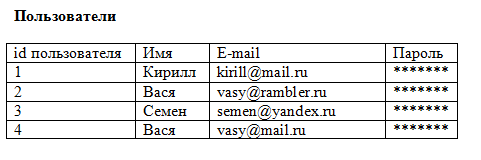 Пользователи
id пользователя Имя E-mail Пароль
1 Кирилл kirill@mail.ru *******
2 Вася vasy@rambler.ru *******
3 Семен semen@yandex.ru *******
4 Вася vasy@mail.ru *******